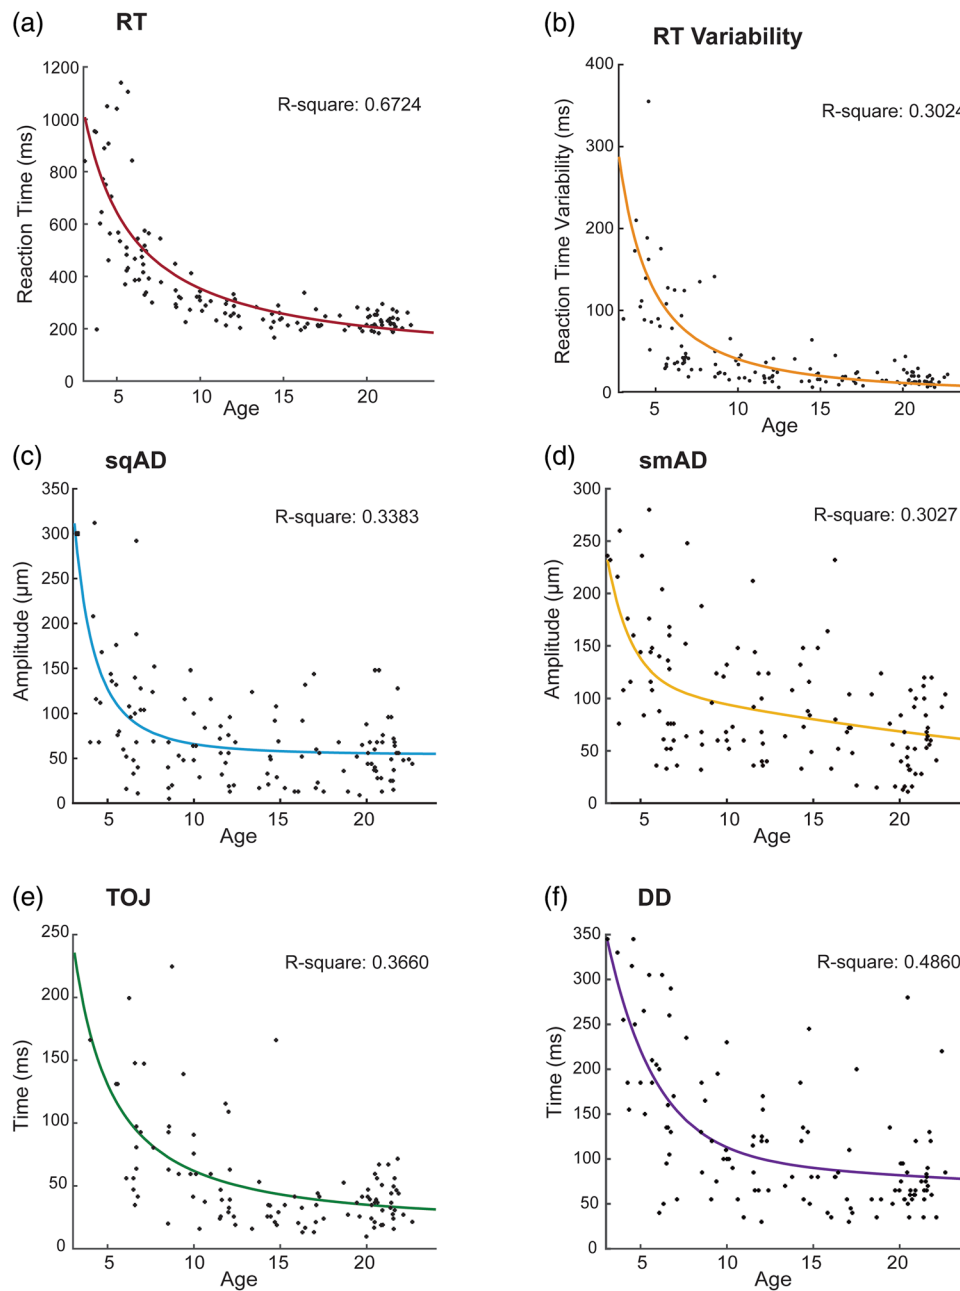 (a) RT
R-square: 0.6724
Reaction Time (ms)
1200
1000
800
600
400
200
0
5 10 15 20
Age
(b) RT Variability
R-square: 0.3024
Reaction Time Variability (ms)
400
300
200
100
0
5 10 15 20
Age
(c) sqAD
R-square: 0.3383
Amplitude (µm)
350
300
250
200
150
100
50
0
5 10 15 20
Age
(d) smAD
R-square: 0.3027
Amplitude (µm)
300
250
200
150
100
50
0
5 10 15 20
Age
(e) TOJ
R-square: 0.3660
Time (ms)
250
200
150
100
50
0
5 10 15 20
Age
(f) DD
R-square: 0.4860
Time (ms)
350
300
250
200
150
100
50
0
5 10 15 20
Age